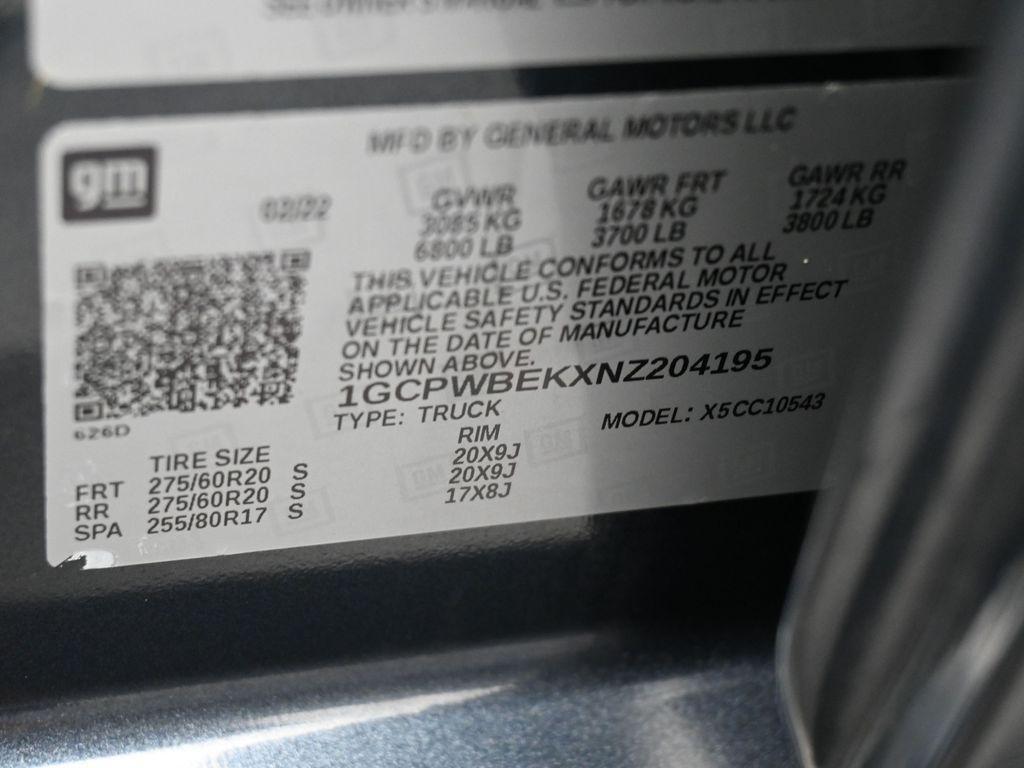 SEE OWNER'S MANUAL
MFD BY GENERAL MOTORS LLC
gm
02/22
GVWR
3085 KG
6800 LB
GAWR FRT
1678 KG
3700 LB
GAWR RR
1724 KG
3800 LB
THIS VEHICLE CONFORMS TO ALL
APPLICABLE U.S. FEDERAL MOTOR
VEHICLE SAFETY STANDARDS IN EFFECT
ON THE DATE OF MANUFACTURE
SHOWN ABOVE.
1GCPWBEKXNZ204195
TYPE: TRUCK
MODEL: X5CC10543
626D
TIRE SIZE RIM
FRT 275/60R20 S 20X9J
RR 275/60R20 S 20X9J
SPA 255/80R17 S 17X8J